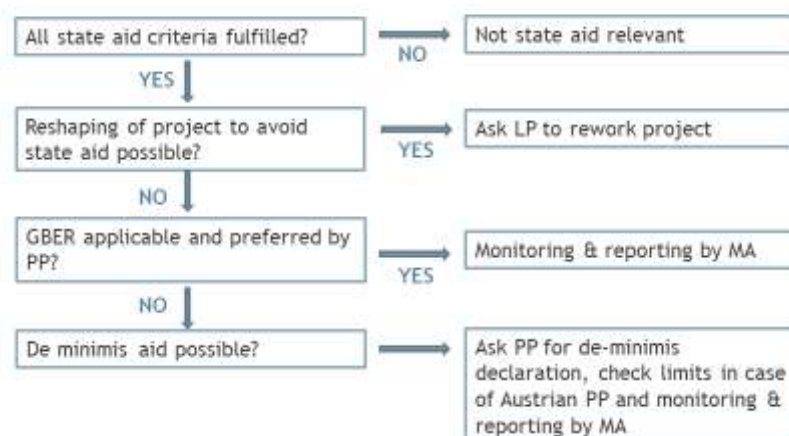 All state aid criteria fulfilled?
NO
Not state aid relevant
YES
Reshaping of project to avoid
state aid possible?
YES
Ask LP to rework project
NO
GBER applicable and preferred by
PP?
YES
Monitoring & reporting by MA
NO
De minimis aid possible?
Ask PP for de-minimis
declaration, check limits in case
of Austrian PP and monitoring &
reporting by MA